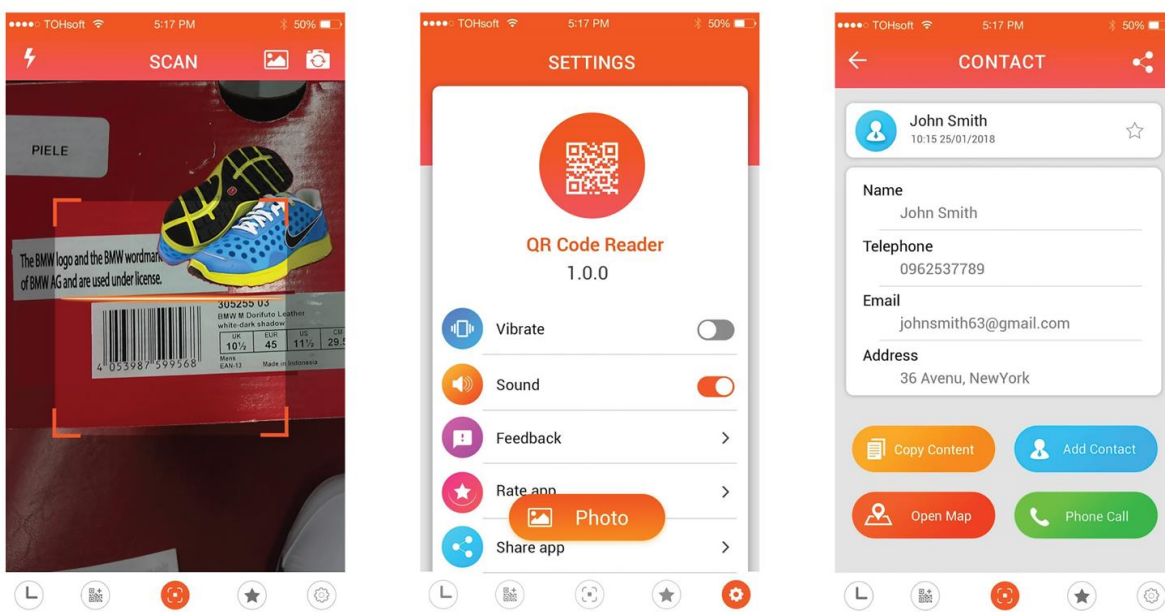 TOHsoft 5:17 PM 50%
SCAN
PIELE
The BMW logo and the BMW wordmark
of BMW AG and are used under license.
305255 03
BMW M Dorifuto Leather
white-dark shadow
UK EUR US CM
10½ 45 11½ 29.5
Mens
EAN-13 Made in Indonesia
4 053987 599568
TOHsoft 5:17 PM 50%
SETTINGS
QR Code Reader
1.0.0
Vibrate
Sound
Feedback
Rate app
Photo
Share app
TOHsoft 5:17 PM 50%
CONTACT
John Smith
10:15 25/01/2018
Name
John Smith
Telephone
0962537789
Email
johnsmith63@gmail.com
Address
36 Avenu, NewYork
Copy Content
Add Contact
Open Map
Phone Call